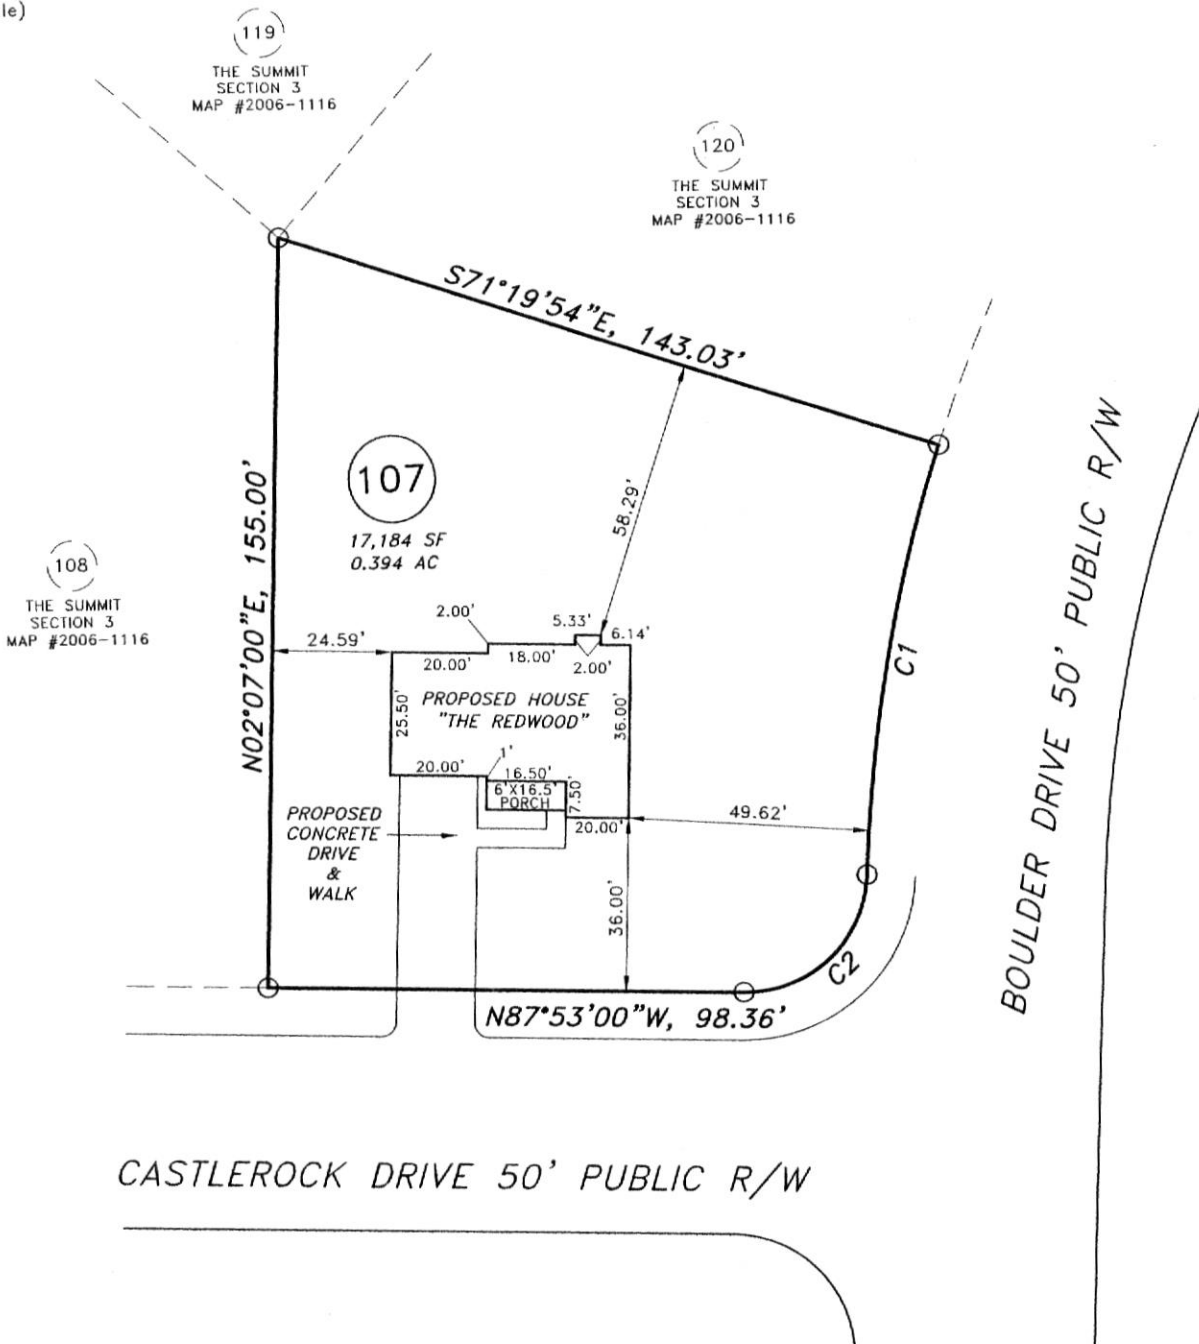 le)
119
THE SUMMIT
SECTION 3
MAP #2006-1116
120
THE SUMMIT
SECTION 3
MAP #2006-1116
S71°19'54"E, 143.03'
107
17,184 SF
0.394 AC
N02°07'00"E, 155.00'
58.29'
BOULDER DRIVE 50' PUBLIC R/W
108
THE SUMMIT
SECTION 3
MAP #2006-1116
24.59'
2.00'
20.00'
18.00'
5.33'
6.14'
2.00'
C1
25.50'
PROPOSED HOUSE
"THE REDWOOD"
36.00'
20.00'
1'
16.50'
6'X16.5'
PORCH
7.50'
20.00'
49.62'
PROPOSED
CONCRETE
DRIVE
&
WALK
36.00'
C2
N87°53'00"W, 98.36'
CASTLEROCK DRIVE 50' PUBLIC R/W